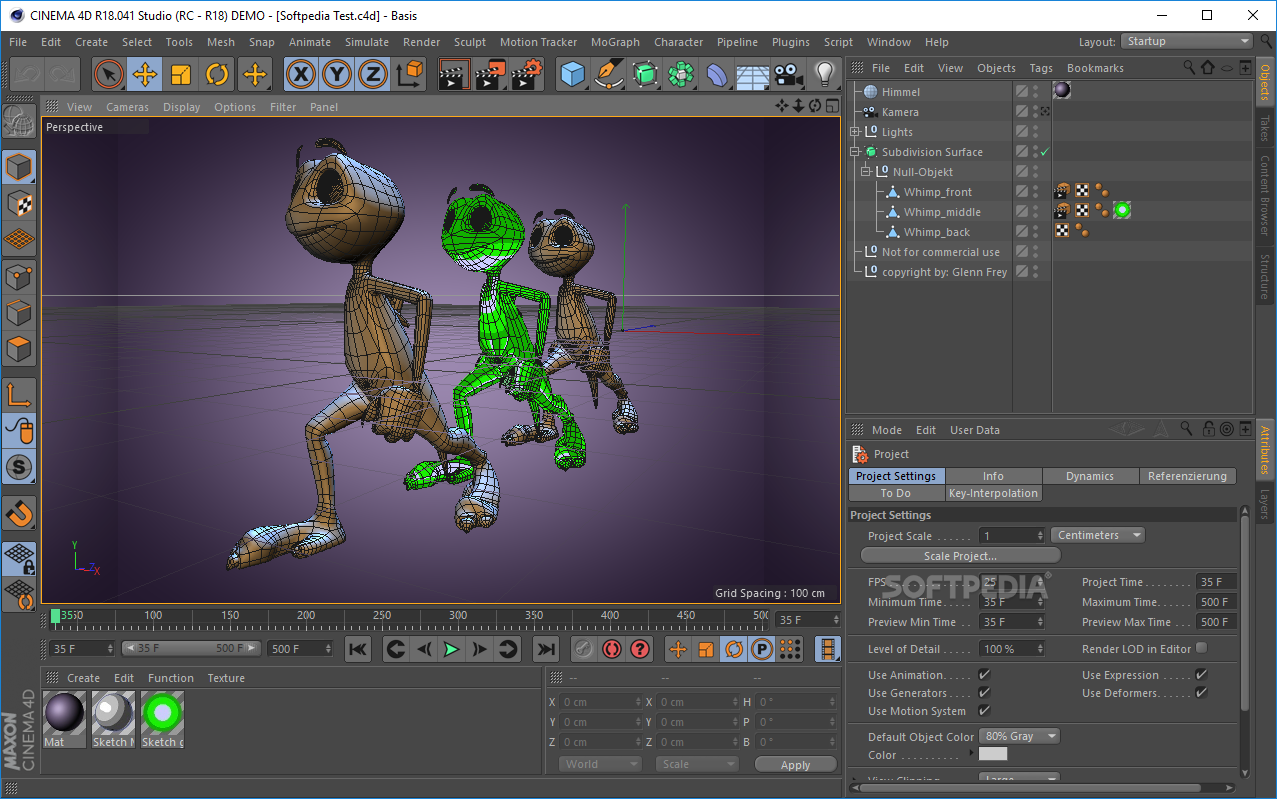 CINEMA 4D R18.041 Studio (RC - R18) DEMO - [Softpedia Test.c4d] - Basis
File Edit Create Select Tools Mesh Snap Animate Simulate Render Sculpt Motion Tracker MoGraph Character Pipeline Plugins Script Window Help Layout: Startup
X Y Z
File Edit View Objects Tags Bookmarks
View Cameras Display Options Filter Panel
Perspective
Himmel
Kamera
Lights
Subdivision Surface
Null-Objekt
Whimp_front
Whimp_middle
Whimp_back
Not for commercial use
copyright by: Glenn Frey
Objects
Takes
Content Browser
Structure
Y
Z X
Grid Spacing : 100 cm
Mode Edit User Data
Project
Project Settings Info Dynamics Referenzierung
To Do Key-Interpolation
Project Settings
Project Scale ...... 1 Centimeters
Scale Project...
FPS 25 Project Time ........ 35 F
Minimum Time.... 35 F Maximum Time...... 500 F
Preview Min Time .. 35 F Preview Max Time ... 500 F
SOFTPEDIA
Level of Detail ..... 100 % Render LOD in Editor
Use Animation.... Use Expression .....
Use Generators .... Use Deformers.....
Use Motion System
Default Object Color 80% Gray
Color ..........
View Clipping Large
Attributes
Layers
35 50 100 150 200 250 300 350 400 450 500 35 F
35 F 35 F 500 F 500 F
Create Edit Function Texture
Mat Sketch Sketch
-- -- --
X 0 cm X 0 cm H 0 °
Y 0 cm Y 0 cm P 0 °
Z 0 cm Z 0 cm B 0 °
World Scale Apply
MAXON
CINEMA 4D